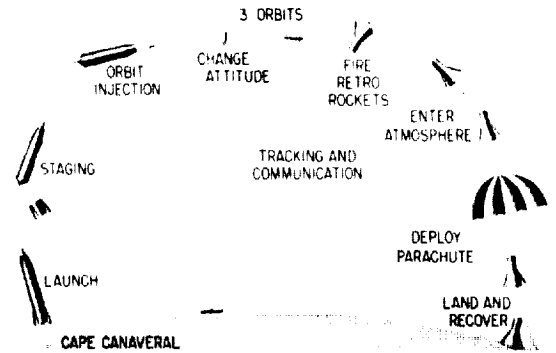 3 ORBITS
ORBIT
INJECTION
CHANGE
ATTITUDE
FIRE
RETRO
ROCKETS
ENTER
ATMOSPHERE
STAGING
TRACKING AND
COMMUNICATION
DEPLOY
PARACHUTE
LAUNCH
LAND AND
RECOVER
CAPE CANAVERAL